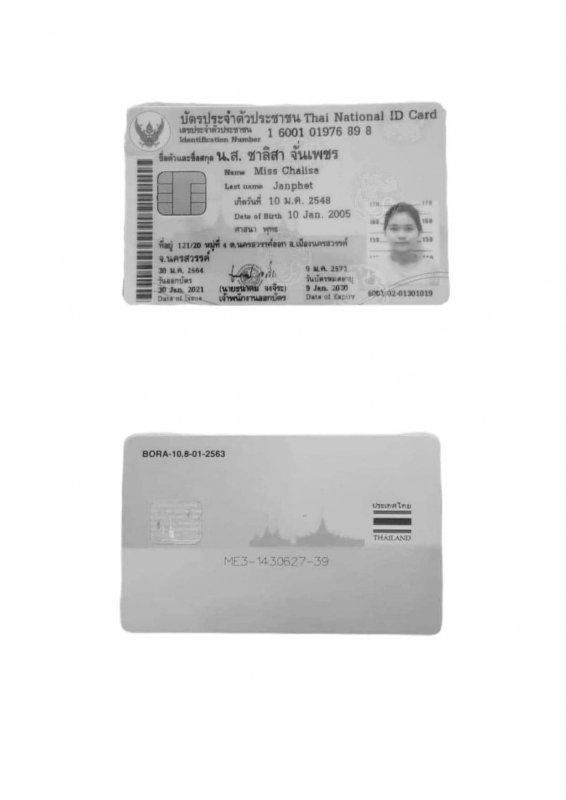 บัตรประจำตัวประชาชน Thai National ID Card
เลขประจำตัวประชาชน
Identification Number 1 6001 01976 89 8
ชื่อตัวและชื่อสกุล น.ส. ชาลิสา จั่นเพชร
Name Miss Chalisa
Last name Janphet
เกิดวันที่ 10 ม.ค. 2548
Date of Birth 10 Jan. 2005
ศาสนา พุทธ
ที่อยู่ 121/20 หมู่ที่ 4 ต.นครสวรรค์ออก อ.เมืองนครสวรรค์
จ.นครสวรรค์
30 ม.ค. 2564
วันออกบัตร
30 Jan. 2021
Date of Issue
(นายธนาคม จงจิระ)
เจ้าพนักงานออกบัตร
9 ม.ค. 2571
วันบัตรหมดอายุ
9 Jan.
Date of Expiry
160 160
150 150
6001-02-01301019
BORA-10.8-01-2563
ประเทศไทย
THAILAND
ME3-1430627-39